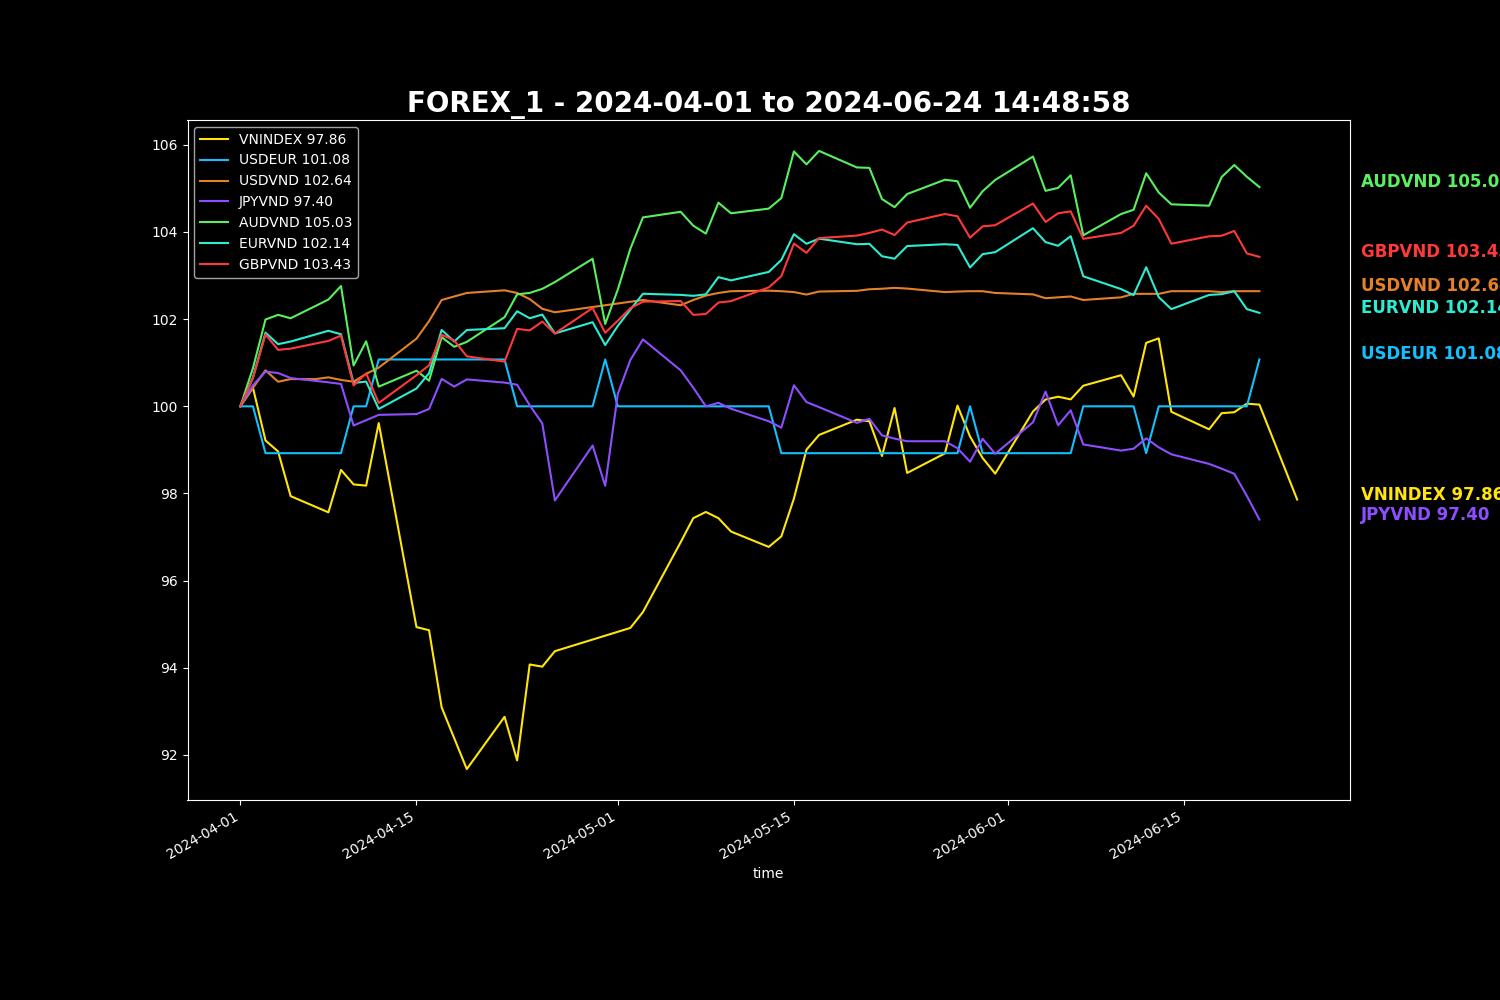 FOREX_1 - 2024-04-01 to 2024-06-24 14:48:58
VNINDEX 97.86
USDEUR 101.08
USDVND 102.64
JPYVND 97.40
AUDVND 105.03
EURVND 102.14
GBPVND 103.43
106
104
102
100
98
96
94
92
AUDVND 105.0
GBPVND 103.4
USDVND 102.6
EURVND 102.14
USDEUR 101.08
VNINDEX 97.86
JPYVND 97.40
2024-04-01
2024-04-15
2024-05-01
2024-05-15
2024-06-01
2024-06-15
time